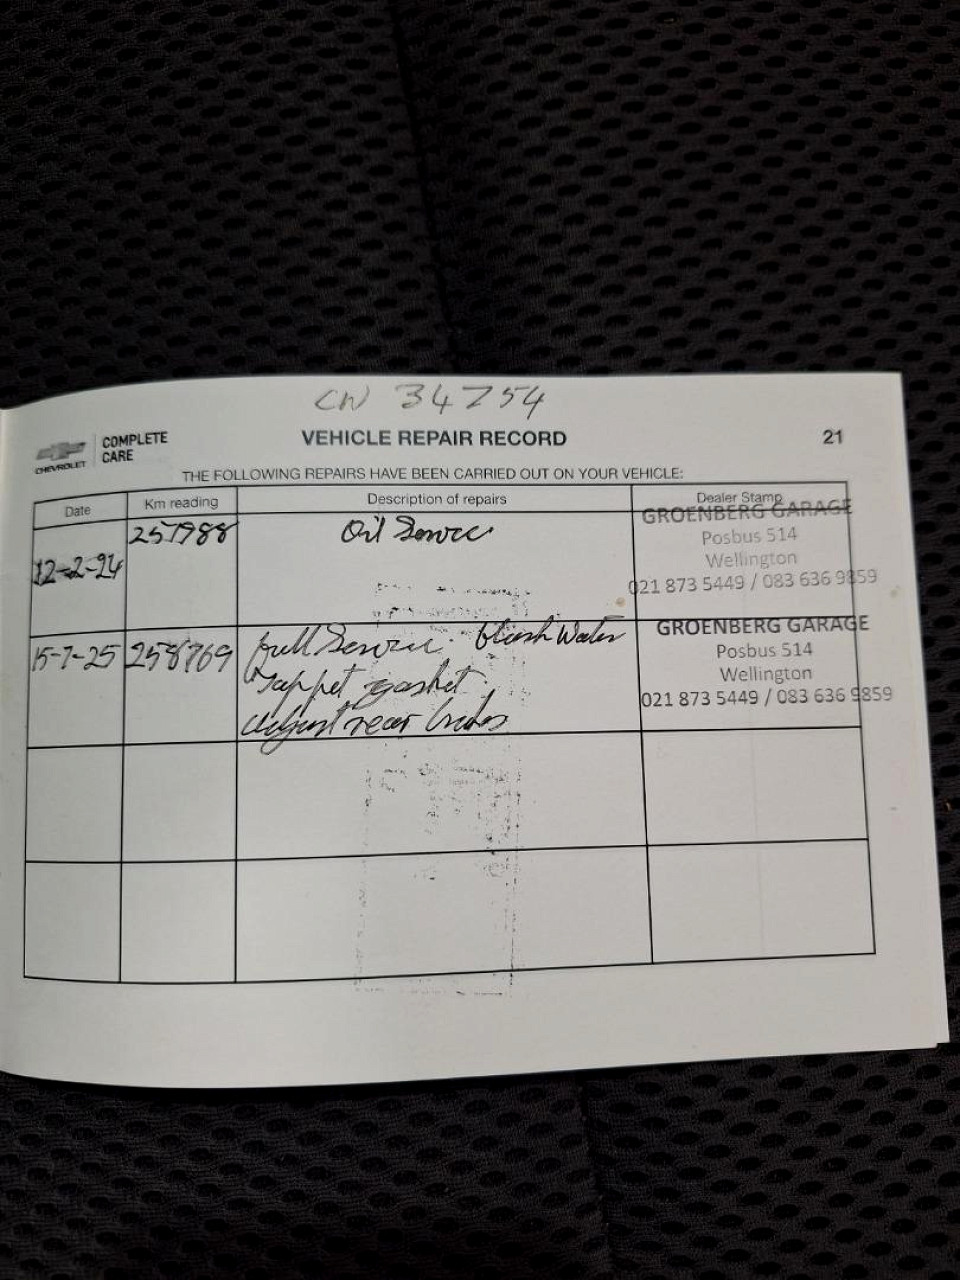 CW 34754
CHEVROLET
COMPLETE
CARE
VEHICLE REPAIR RECORD
21
THE FOLLOWING REPAIRS HAVE BEEN CARRIED OUT ON YOUR VEHICLE:
Date Km reading Description of repairs Dealer Stamp
12-2-24 257988 Oil Service
GROENBERG GARAGE
Posbus 514
Wellington
021 873 5449 / 083 636 9859
15-7-25 258769 full Service. flush Water
Tappet gasket
adjust rear brakes
GROENBERG GARAGE
Posbus 514
Wellington
021 873 5449 / 083 636 9859